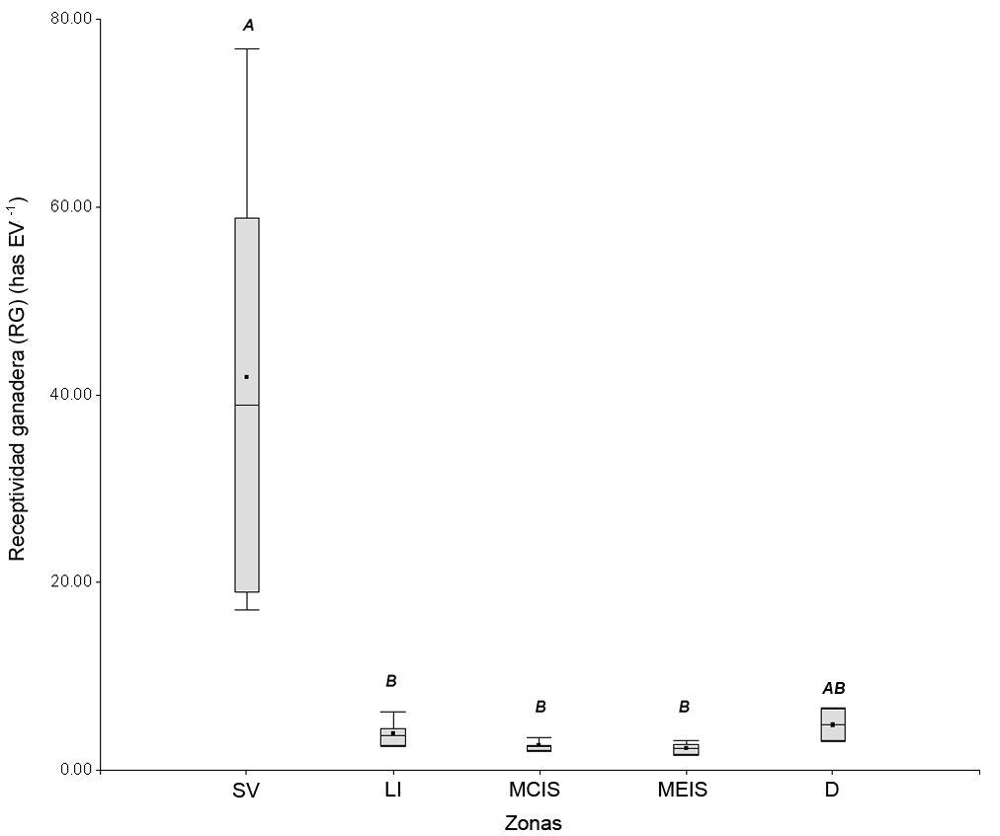 80.00
A
60.00
Receptividad ganadera (RG) (has EV -1)
40.00
20.00
B
B
B
AB
0.00
SV LI MCIS MEIS D
Zonas